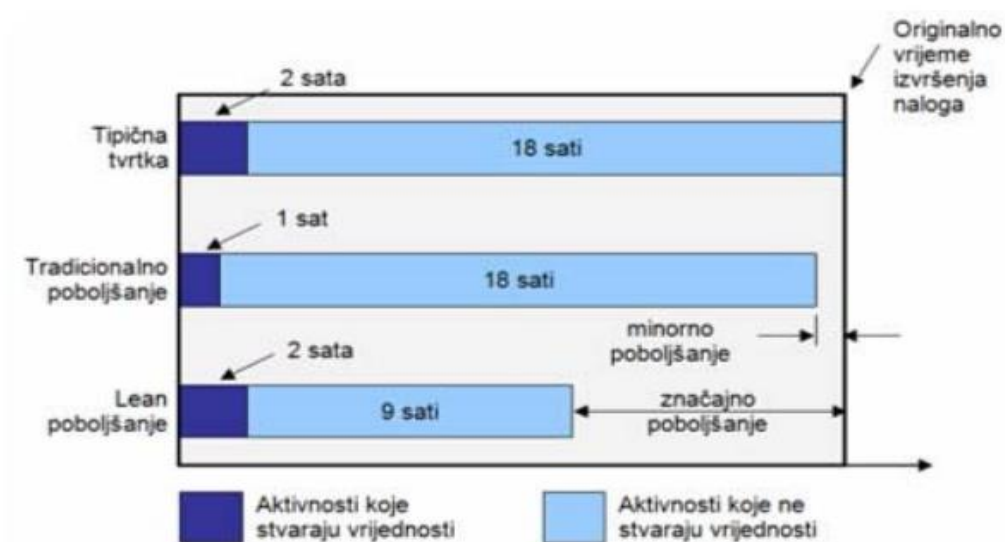 Originalno
vrijeme
izvršenja
naloga
2 sata
Tipična
tvrtka
18 sati
1 sat
Tradicionalno
poboljšanje
18 sati
minorno
poboljšanje
2 sata
Lean
poboljšanje
9 sati
značajno
poboljšanje
Aktivnosti koje
stvaraju vrijednosti
Aktivnosti koje ne
stvaraju vrijednosti